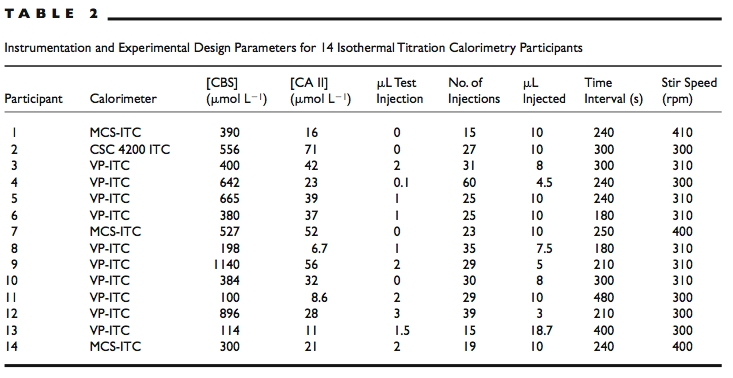 TABLE 2
Instrumentation and Experimental Design Parameters for 14 Isothermal Titration Calorimetry Participants
Participant Calorimeter [CBS] (μmol L−1) [CA II] (μmol L−1) μL Test Injection No. of Injections μL Injected Time Interval (s) Stir Speed (rpm)
1 MCS-ITC 390 16 0 15 10 240 410
2 CSC 4200 ITC 556 71 0 27 10 300 300
3 VP-ITC 400 42 2 31 8 300 310
4 VP-ITC 642 23 0.1 60 4.5 240 300
5 VP-ITC 665 39 1 25 10 240 310
6 VP-ITC 380 37 1 25 10 180 310
7 MCS-ITC 527 52 0 23 10 250 400
8 VP-ITC 198 6.7 1 35 7.5 180 310
9 VP-ITC 1140 56 2 29 5 210 310
10 VP-ITC 384 32 0 30 8 300 310
11 VP-ITC 100 8.6 2 29 10 480 300
12 VP-ITC 896 28 3 39 3 210 300
13 VP-ITC 114 11 1.5 15 18.7 400 300
14 MCS-ITC 300 21 2 19 10 240 400